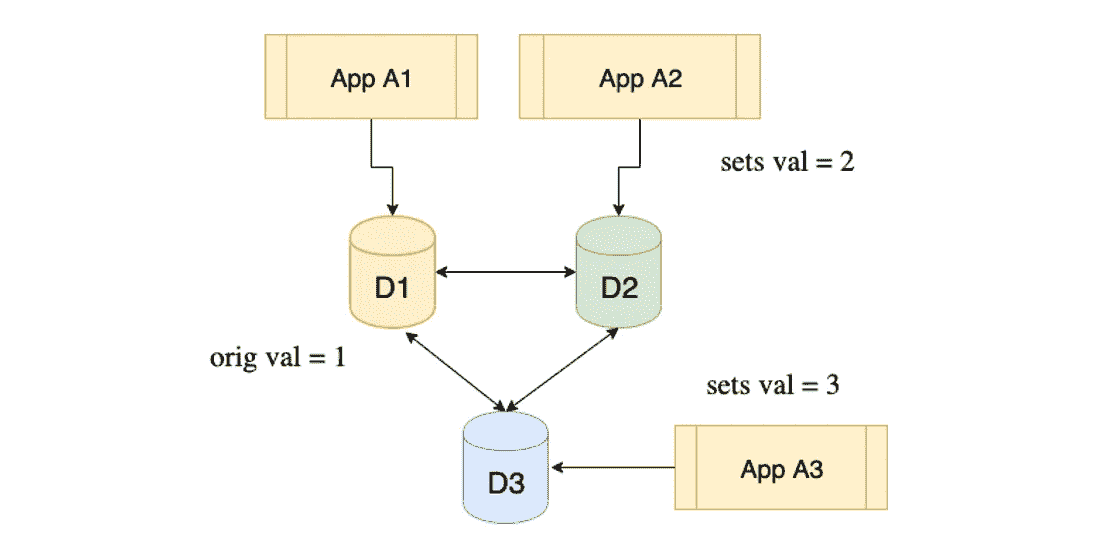 App A1
App A2
sets val = 2
D1
D2
orig val = 1
sets val = 3
App A3
D3